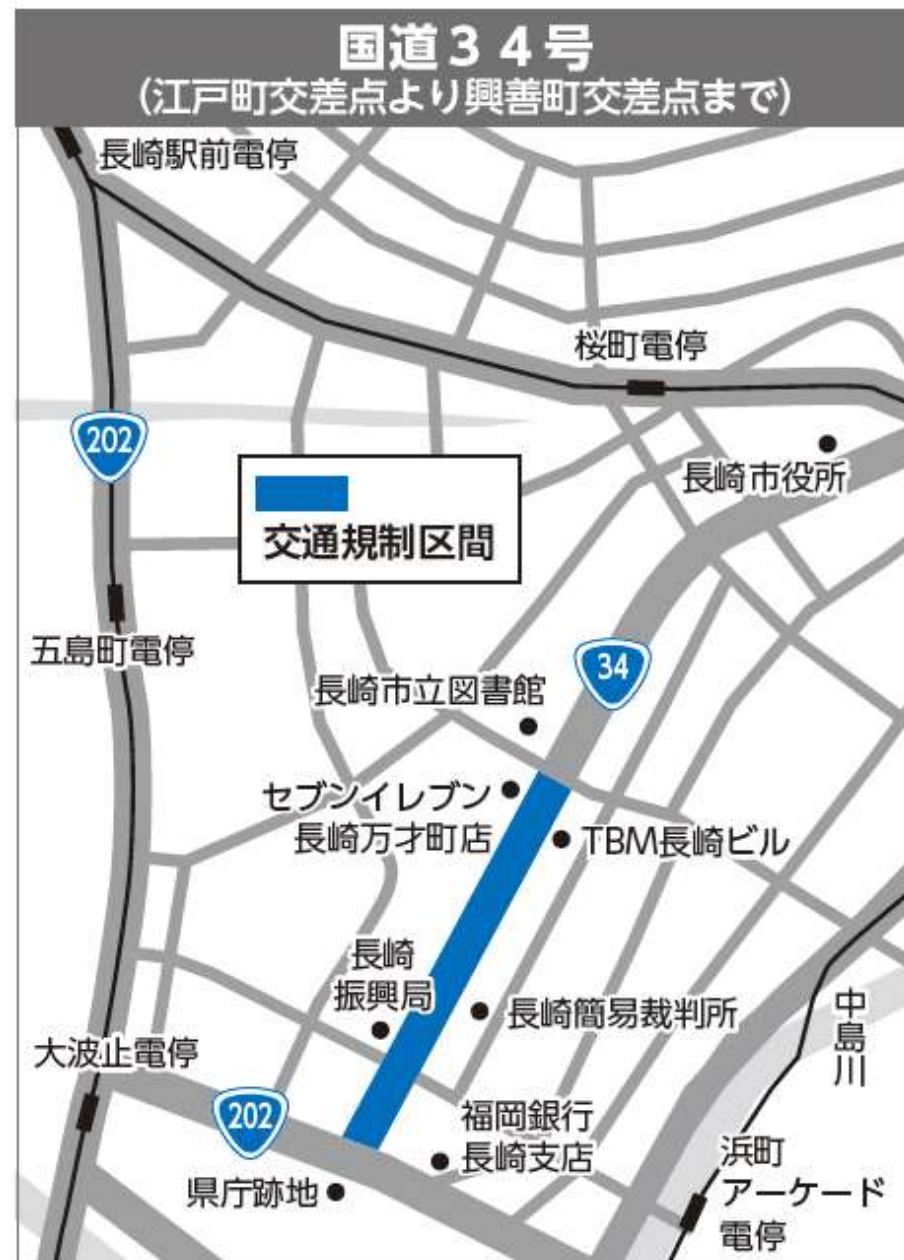 国道３４号
（江戸町交差点より興善町交差点まで）
長崎駅前電停
桜町電停
202
長崎市役所
交通規制区間
五島町電停
34
長崎市立図書館
セブンイレブン
長崎万才町店
TBM長崎ビル
長崎
振興局
長崎簡易裁判所
中島川
大波止電停
202
福岡銀行
長崎支店
県庁跡地
浜町
アーケード
電停